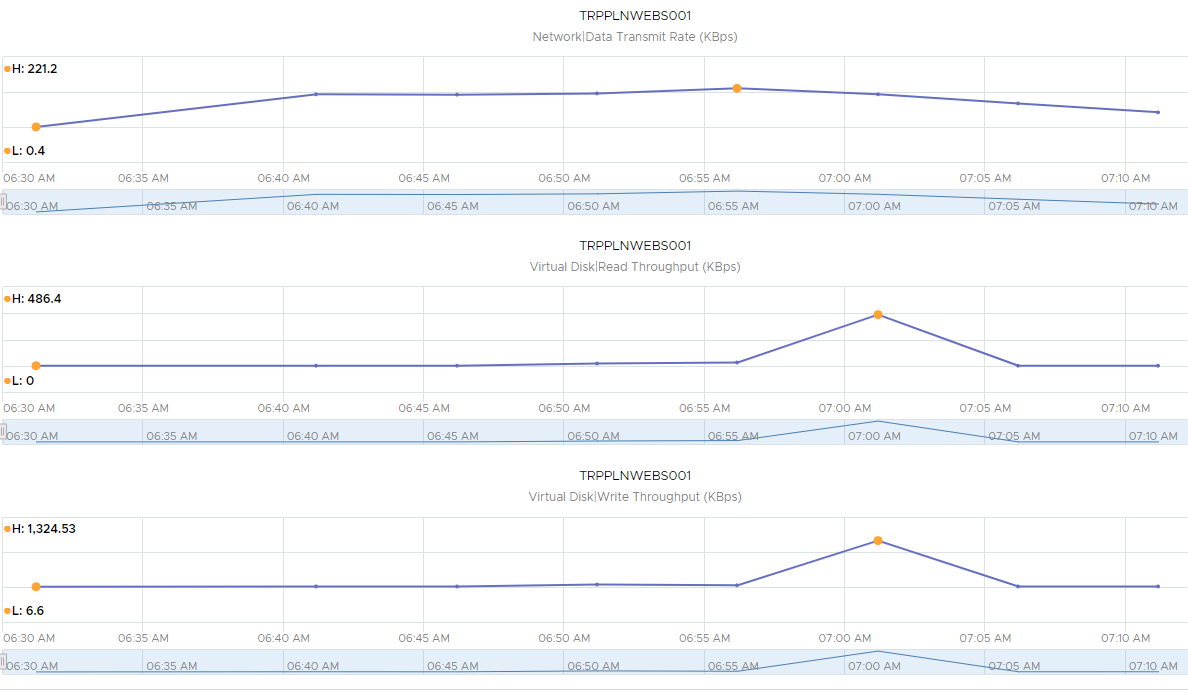 TRPPLNWEBS001
Network|Data Transmit Rate (KBps)
H: 221.2
L: 0.4
06:30 AM 06:35 AM 06:40 AM 06:45 AM 06:50 AM 06:55 AM 07:00 AM 07:05 AM 07:10 AM
06:30 AM 06:35 AM 06:40 AM 06:45 AM 06:50 AM 06:55 AM 07:00 AM 07:05 AM 07:10 AM
TRPPLNWEBS001
Virtual Disk|Read Throughput (KBps)
H: 486.4
L: 0
06:30 AM 06:35 AM 06:40 AM 06:45 AM 06:50 AM 06:55 AM 07:00 AM 07:05 AM 07:10 AM
06:30 AM 06:35 AM 06:40 AM 06:45 AM 06:50 AM 06:55 AM 07:00 AM 07:05 AM 07:10 AM
TRPPLNWEBS001
Virtual Disk|Write Throughput (KBps)
H: 1,324.53
L: 6.6
06:30 AM 06:35 AM 06:40 AM 06:45 AM 06:50 AM 06:55 AM 07:00 AM 07:05 AM 07:10 AM
06:30 AM 06:35 AM 06:40 AM 06:45 AM 06:50 AM 06:55 AM 07:00 AM 07:05 AM 07:10 AM